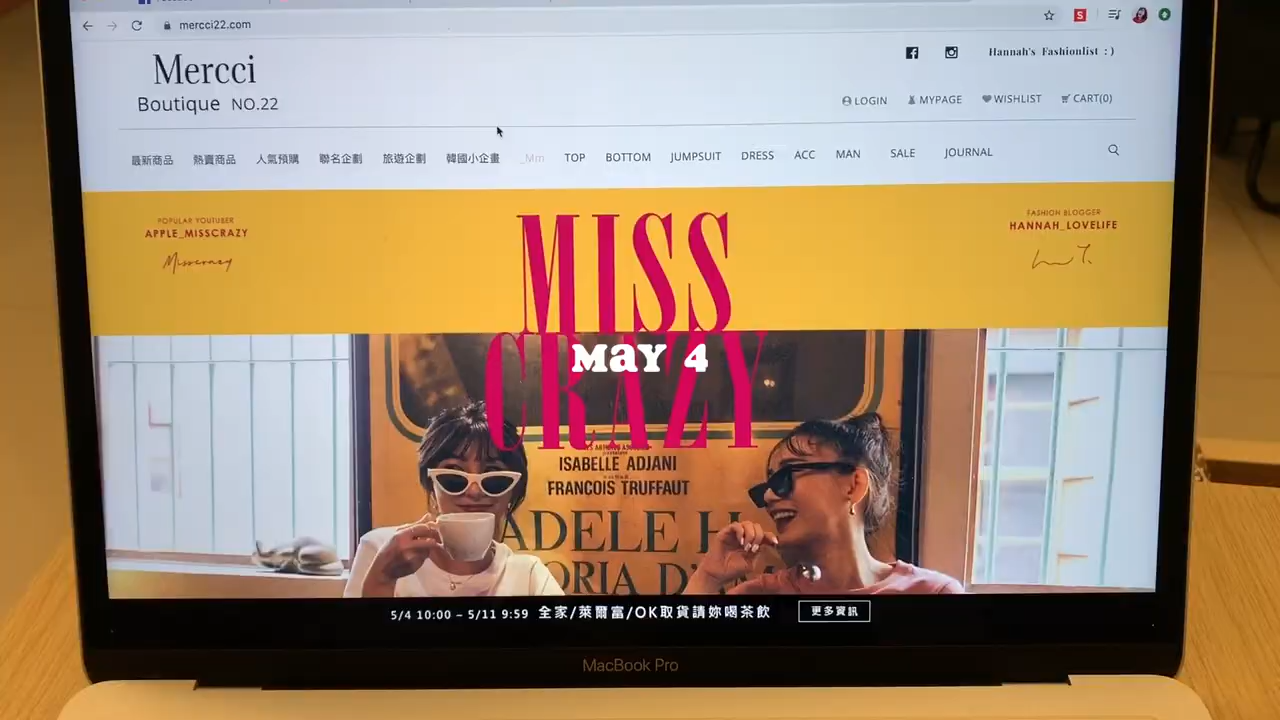 mercci22.com
Mercci
Boutique NO.22
Hannah's Fashionlist : )
LOGIN MYPAGE WISHLIST CART(0)
最新商品 熱賣商品 人氣預購 聯名企劃 旅遊企劃 韓國小企畫 _Mm TOP BOTTOM JUMPSUIT DRESS ACC MAN SALE JOURNAL
POPULAR YOUTUBER
APPLE_MISSCRAZY
Misscrazy
FASHION BLOGGER
HANNAH_LOVELIFE
MISS
CRAZY
MAY 4
ISABELLE ADJANI
FRANCOIS TRUFFAUT
ADELE H
ORIA D'
5/4 10:00 – 5/11 9:59 全家/萊爾富/OK取貨請妳喝茶飲 更多資訊
MacBook Pro